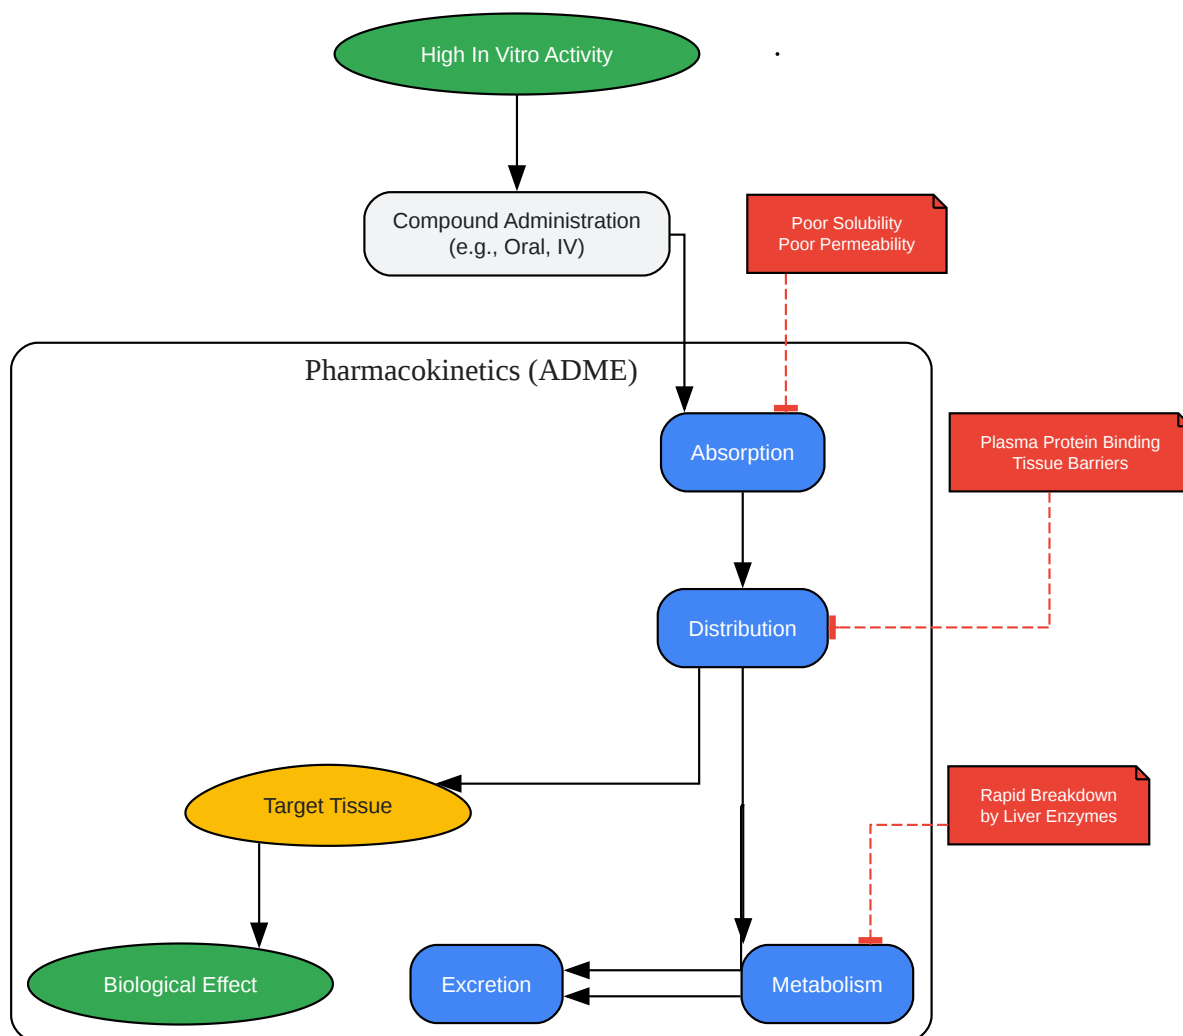 High In Vitro Activity
Compound Administration
(e.g., Oral, IV)
Poor Solubility
Poor Permeability
Pharmacokinetics (ADME)
Absorption
Plasma Protein Binding
Tissue Barriers
Distribution
Target Tissue
Rapid Breakdown
by Liver Enzymes
Biological Effect
Excretion
Metabolism